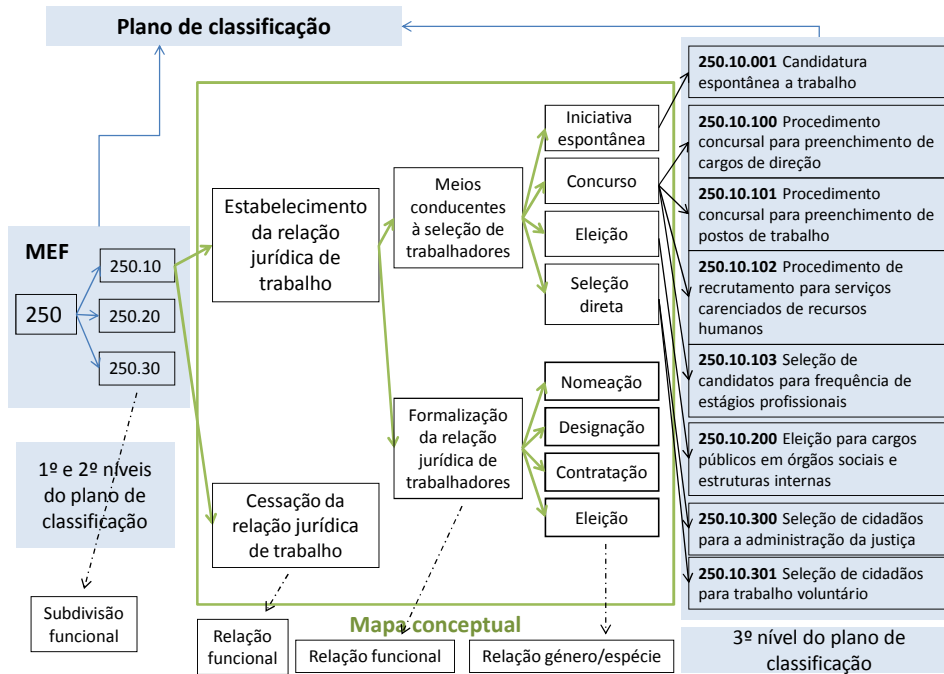 Plano de classificação
MEF
250
250.10
250.20
250.30
1º e 2º níveis
do plano de
classificação
Subdivisão
funcional
Estabelecimento
da relação
jurídica de
trabalho
Cessação da
relação jurídica
de trabalho
Relação
funcional
Meios
conducentes
à seleção de
trabalhadores
Formalização
da relação
jurídica de
trabalhadores
Mapa conceptual
Relação funcional
Iniciativa
espontânea
Concurso
Eleição
Seleção
direta
Nomeação
Designação
Contratação
Eleição
Relação género/espécie
250.10.001 Candidatura
espontânea a trabalho
250.10.100 Procedimento
concursal para preenchimento de
cargos de direção
250.10.101 Procedimento
concursal para preenchimento de
postos de trabalho
250.10.102 Procedimento de
recrutamento para serviços
carenciados de recursos
humanos
250.10.103 Seleção de
candidatos para frequência de
estágios profissionais
250.10.200 Eleição para cargos
públicos em órgãos sociais e
estruturas internas
250.10.300 Seleção de cidadãos
para a administração da justiça
250.10.301 Seleção de cidadãos
para trabalho voluntário
3º nível do plano de
classificação